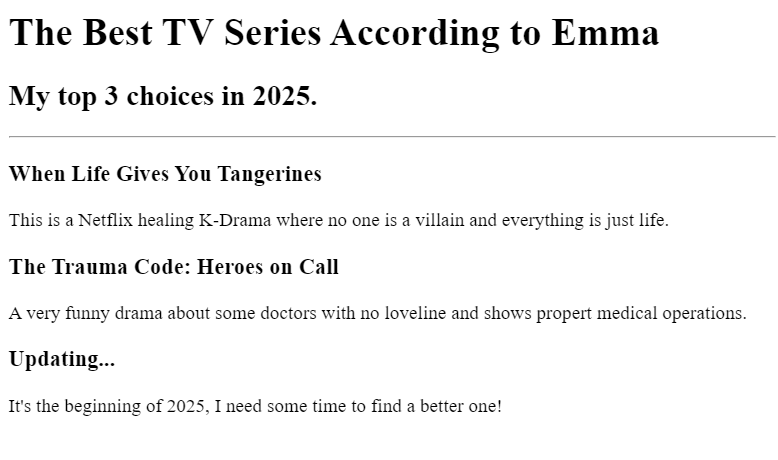 The Best TV Series According to Emma
My top 3 choices in 2025.
When Life Gives You Tangerines
This is a Netflix healing K-Drama where no one is a villain and everything is just life.
The Trauma Code: Heroes on Call
A very funny drama about some doctors with no loveline and shows propert medical operations.
Updating...
It's the beginning of 2025, I need some time to find a better one!